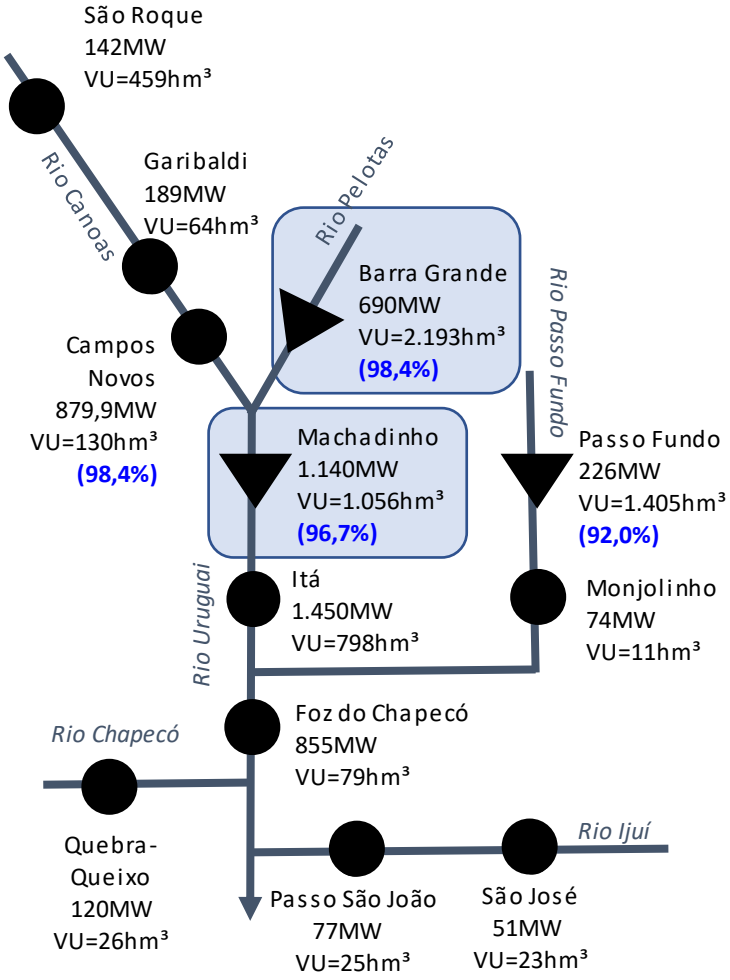 São Roque
142MW
VU=459hm³
Rio Canoas
Garibaldi
189MW
VU=64hm³
Rio Pelotas
Barra Grande
690MW
VU=2.193hm³
(98,4%)
Rio Passo Fundo
Campos
Novos
879,9MW
VU=130hm³
(98,4%)
Machadinho
1.140MW
VU=1.056hm³
(96,7%)
Passo Fundo
226MW
VU=1.405hm³
(92,0%)
Itá
1.450MW
VU=798hm³
Monjolinho
74MW
VU=11hm³
Rio Uruguai
Foz do Chapecó
855MW
VU=79hm³
Rio Chapecó
Quebra-
Queixo
120MW
VU=26hm³
Rio Ijuí
Passo São João
77MW
VU=25hm³
São José
51MW
VU=23hm³